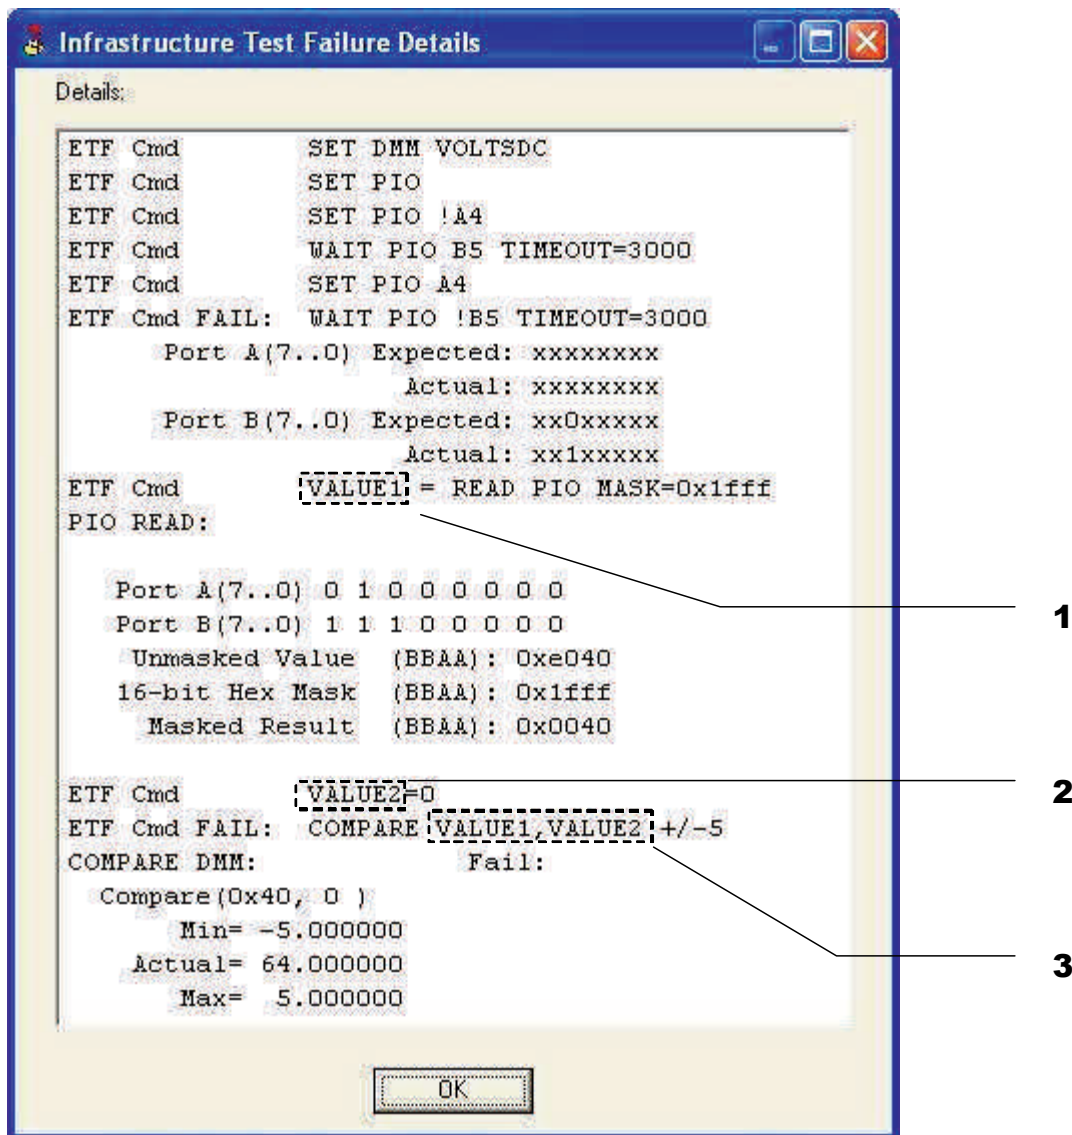 Infrastructure Test Failure Details
Details:
ETF Cmd SET DMM VOLTSDC
ETF Cmd SET PIO
ETF Cmd SET PIO !A4
ETF Cmd WAIT PIO B5 TIMEOUT=3000
ETF Cmd SET PIO A4
ETF Cmd FAIL: WAIT PIO !B5 TIMEOUT=3000
Port A(7..0) Expected: xxxxxxxx
Actual: xxxxxxxx
Port B(7..0) Expected: xx0xxxxx
Actual: xx1xxxxx
ETF Cmd VALUE1 = READ PIO MASK=0x1fff
PIO READ:
Port A(7..0) 0 1 0 0 0 0 0 0
1
Port B(7..0) 1 1 1 0 0 0 0 0
Unmasked Value (BBAA): 0xe040
16-bit Hex Mask (BBAA): 0x1fff
Masked Result (BBAA): 0x0040
ETF Cmd VALUE2=0
2
ETF Cmd FAIL: COMPARE VALUE1,VALUE2 +/-5
COMPARE DMM: Fail:
Compare(0x40, 0 )
Min= -5.000000
Actual= 64.000000
3
Max= 5.000000
OK